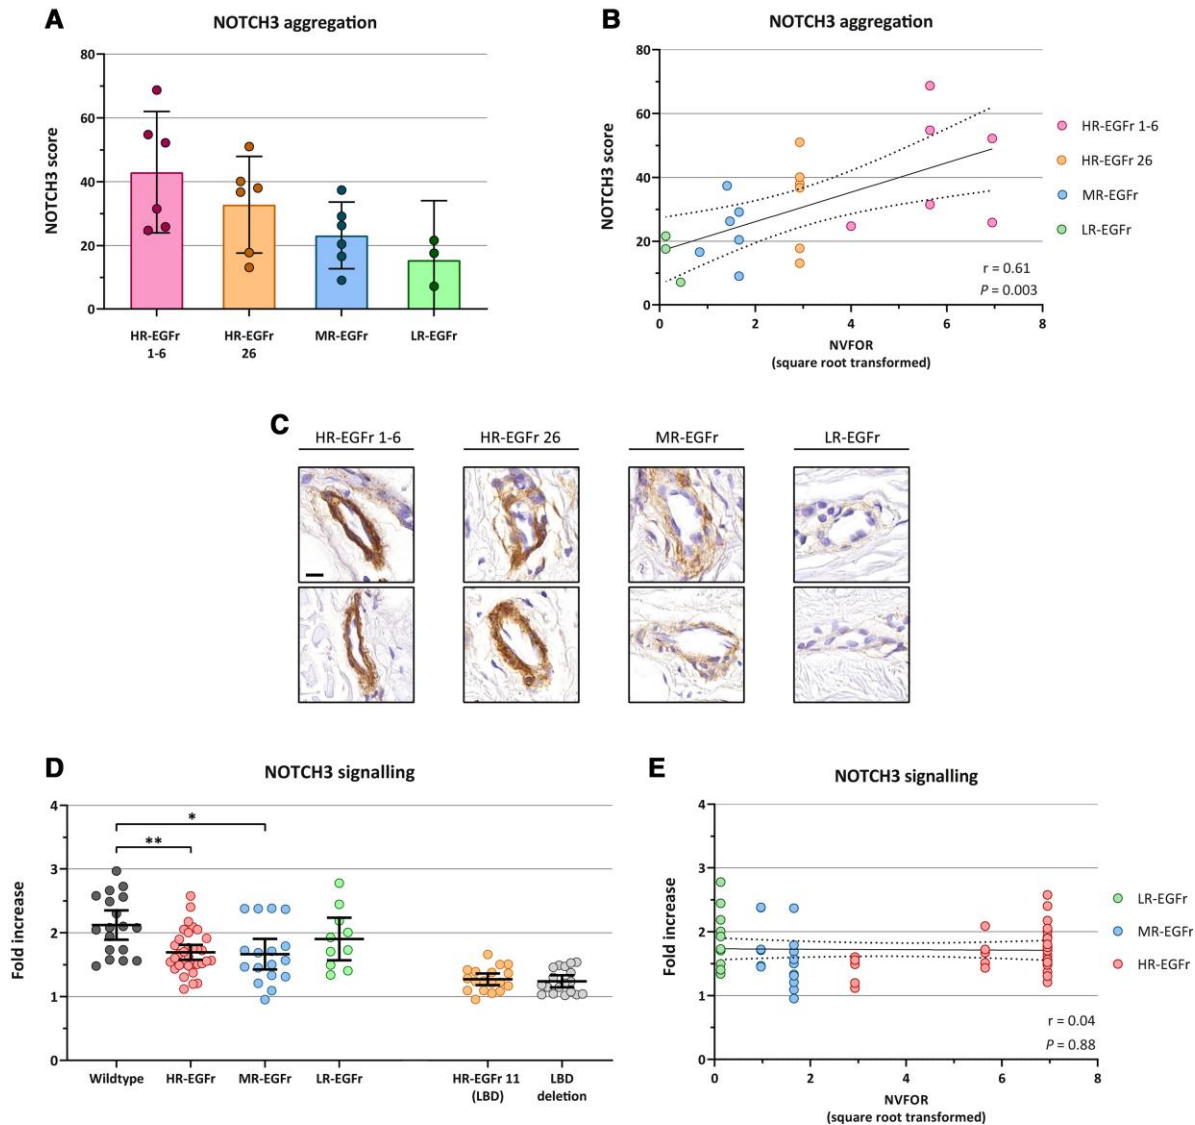 A
NOTCH3 aggregation
NOTCH3 score
80
60
40
20
0
HR-EGFr
1-6
HR-EGFr
26
MR-EGFr
LR-EGFr
B
NOTCH3 aggregation
NOTCH3 score
80
60
40
20
0
0
2
4
6
8
NVFOR
(square root transformed)
r = 0.61
P = 0.003
HR-EGFr 1-6
HR-EGFr 26
MR-EGFr
LR-EGFr
C
HR-EGFr 1-6
HR-EGFr 26
MR-EGFr
LR-EGFr
D
NOTCH3 signalling
Fold increase
4
3
2
1
0
*
**
Wildtype
HR-EGFr
MR-EGFr
LR-EGFr
HR-EGFr 11
(LBD)
LBD
deletion
E
NOTCH3 signalling
Fold increase
4
3
2
1
0
0
2
4
6
8
NVFOR
(square root transformed)
r = 0.04
P = 0.88
LR-EGFr
MR-EGFr
HR-EGFr